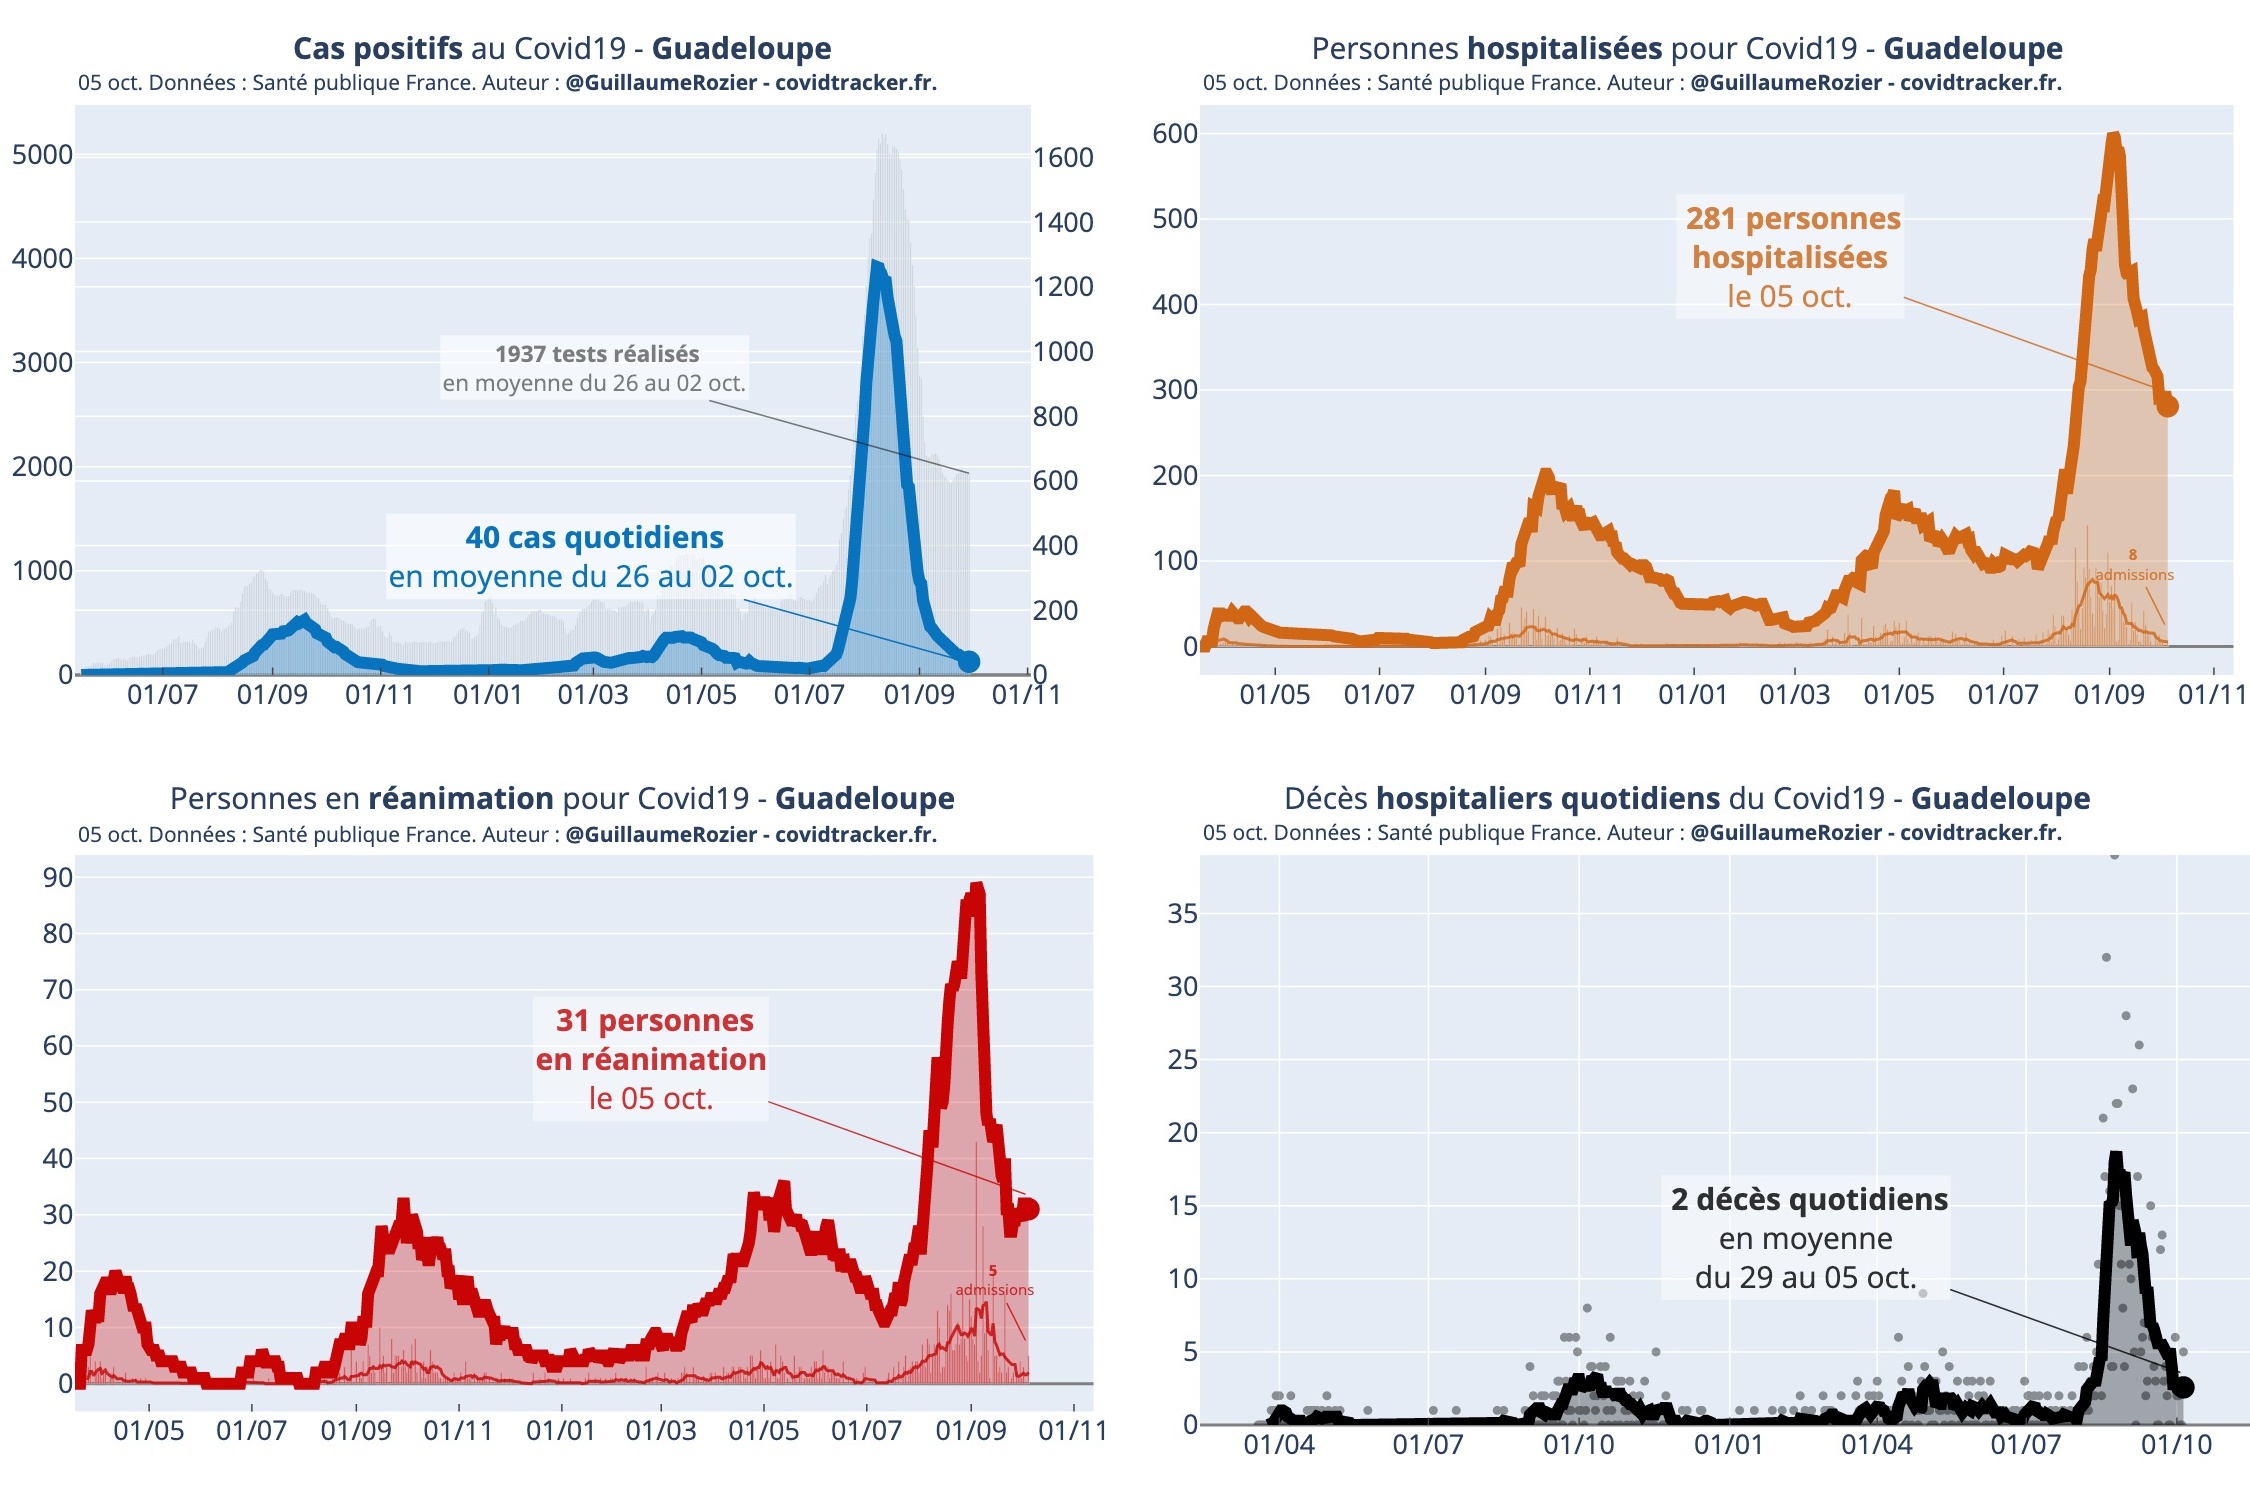 Cas positifs au Covid19 - Guadeloupe
05 oct. Données : Santé publique France. Auteur : @GuillaumeRozier - covidtracker.fr.
5000
4000
3000
2000
1000
0
1600
1400
1200
1000
800
600
400
200
0
1937 tests réalisés
en moyenne du 26 au 02 oct.
40 cas quotidiens
en moyenne du 26 au 02 oct.
01/07 01/09 01/11 01/01 01/03 01/05 01/07 01/09 01/11
Personnes hospitalisées pour Covid19 - Guadeloupe
05 oct. Données : Santé publique France. Auteur : @GuillaumeRozier - covidtracker.fr.
600
500
400
300
200
100
0
281 personnes
hospitalisées
le 05 oct.
8
admissions
01/05 01/07 01/09 01/11 01/01 01/03 01/05 01/07 01/09 01/11
Personnes en réanimation pour Covid19 - Guadeloupe
05 oct. Données : Santé publique France. Auteur : @GuillaumeRozier - covidtracker.fr.
90
80
70
60
50
40
30
20
10
0
31 personnes
en réanimation
le 05 oct.
5
admissions
01/05 01/07 01/09 01/11 01/01 01/03 01/05 01/07 01/09 01/11
Décès hospitaliers quotidiens du Covid19 - Guadeloupe
05 oct. Données : Santé publique France. Auteur : @GuillaumeRozier - covidtracker.fr.
35
30
25
20
15
10
5
0
2 décès quotidiens
en moyenne
du 29 au 05 oct.
01/04 01/07 01/10 01/01 01/04 01/07 01/10